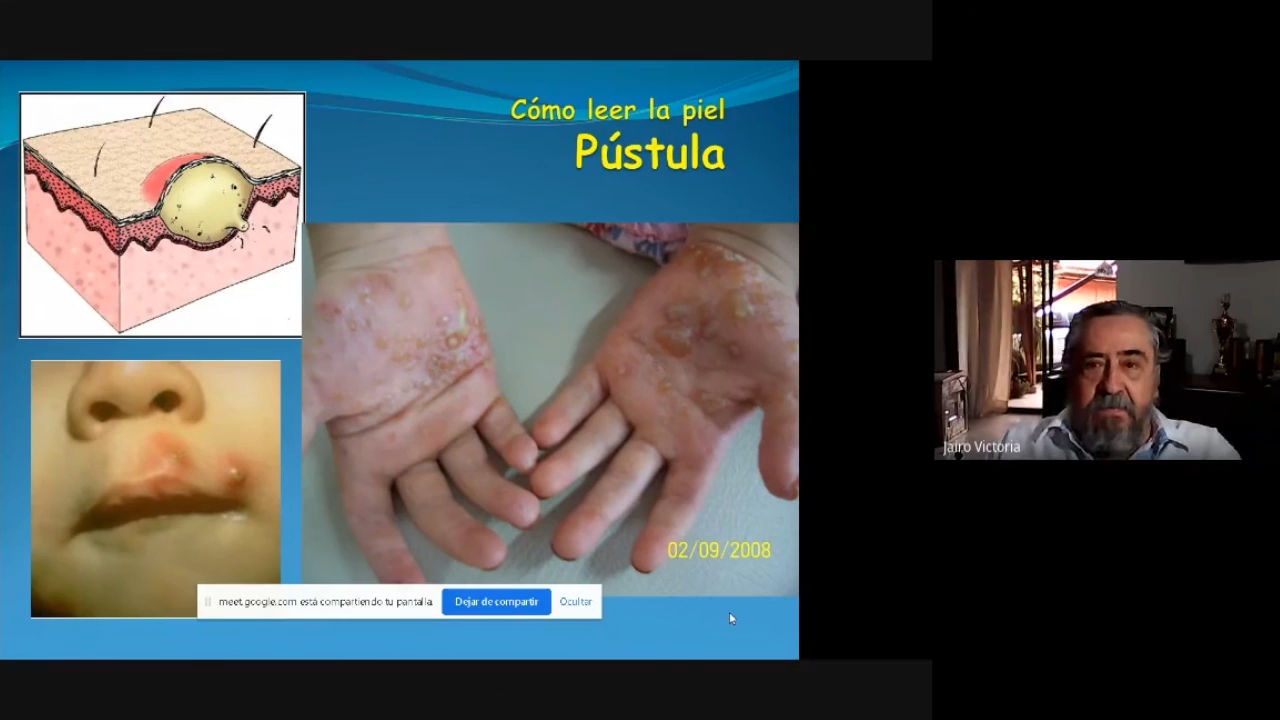 Cómo leer la piel
Pústula
02/09/2008
meet.google.com está compartiendo tu pantalla.
Dejar de compartir
Ocultar
Jairo Victoria